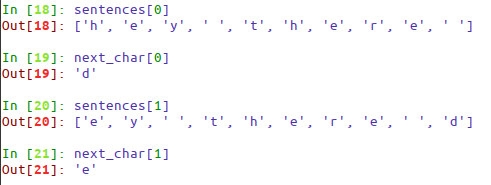 In [18]: sentences[0]
Out[18]: ['h', 'e', 'y', ' ', 't', 'h', 'e', 'r', 'e', ' ']
In [19]: next_char[0]
Out[19]: 'd'
In [20]: sentences[1]
Out[20]: ['e', 'y', ' ', 't', 'h', 'e', 'r', 'e', ' ', 'd']
In [21]: next_char[1]
Out[21]: 'e'